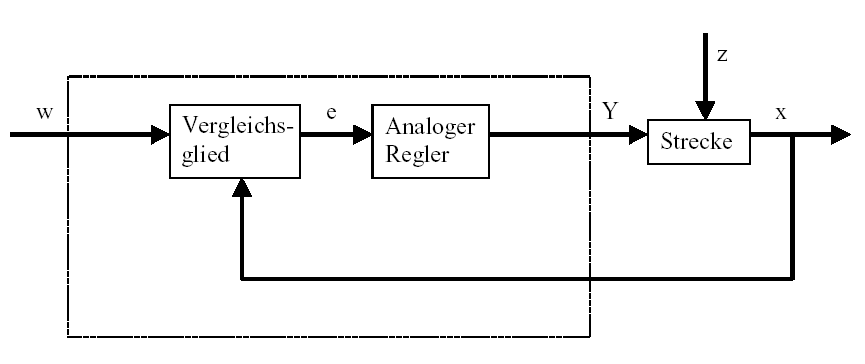 z
w
Vergleichs-
glied
e
Analoger
Regler
Y
Strecke
x